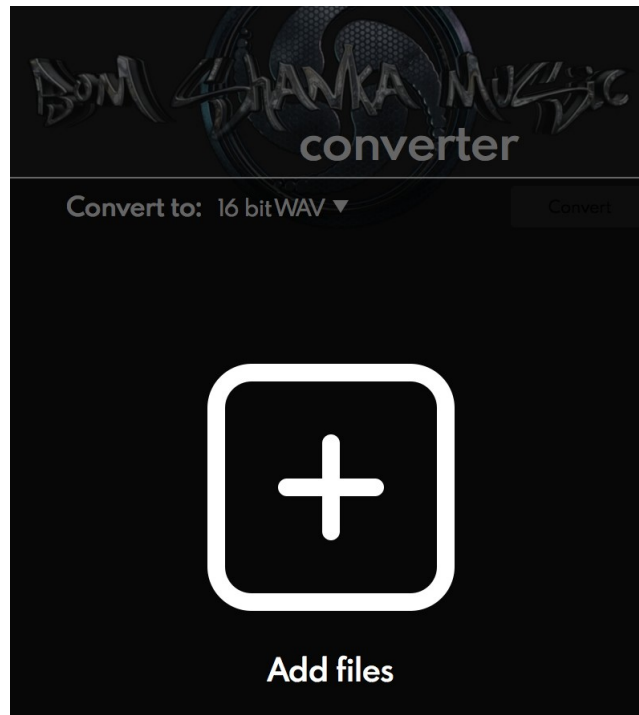 Bom Shanka Music
converter
Convert to: 16 bit WAV
Convert
Add files